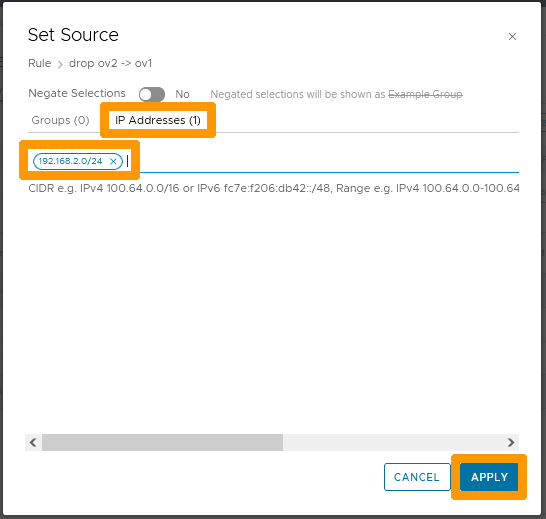 Set Source
Rule > drop ov2 -> ov1
Negate Selections No Negated selections will be shown as Example Group
Groups (0) IP Addresses (1)
192.168.2.0/24
CIDR e.g. IPv4 100.64.0.0/16 or IPv6 fc7e:f206:db42::/48, Range e.g. IPv4 100.64.0.0-100.64
CANCEL APPLY